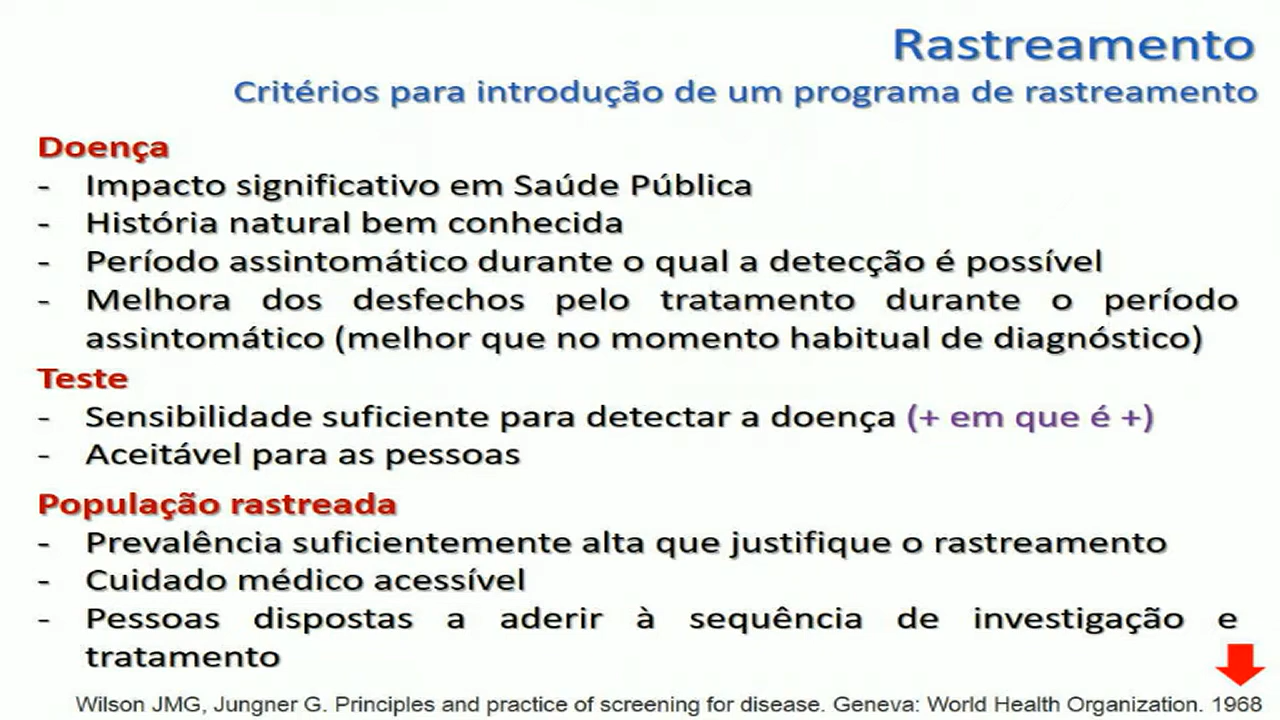 Rastreamento
Critérios para introdução de um programa de rastreamento
Doença
- Impacto significativo em Saúde Pública
- História natural bem conhecida
- Período assintomático durante o qual a detecção é possível
- Melhora dos desfechos pelo tratamento durante o período
assintomático (melhor que no momento habitual de diagnóstico)
Teste
- Sensibilidade suficiente para detectar a doença (+ em que é +)
- Aceitável para as pessoas
População rastreada
- Prevalência suficientemente alta que justifique o rastreamento
- Cuidado médico acessível
- Pessoas dispostas a aderir à sequência de investigação e
tratamento
Wilson JMG, Jungner G. Principles and practice of screening for disease. Geneva: World Health Organization. 1968